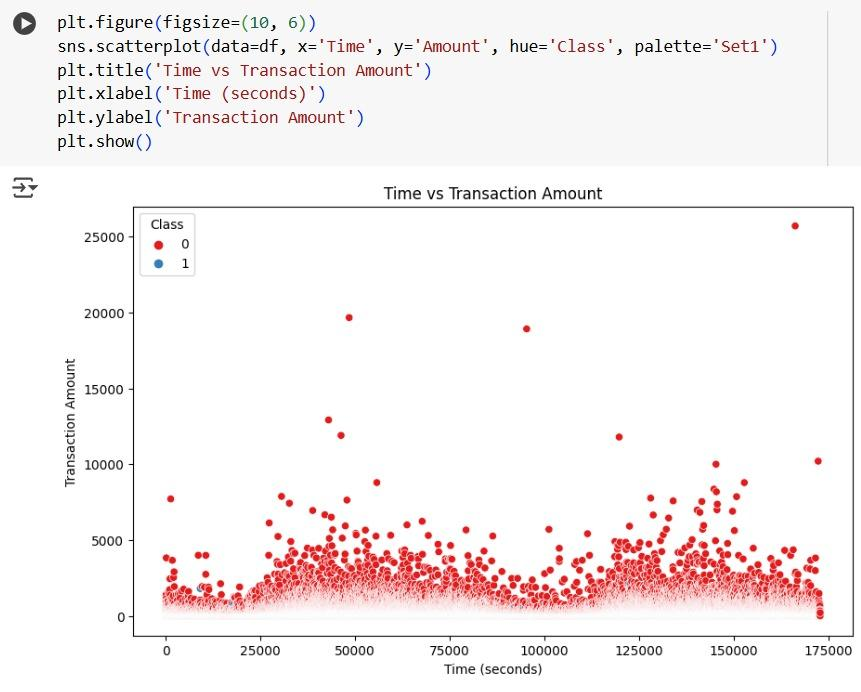 plt.figure(figsize=(10, 6))
sns.scatterplot(data=df, x='Time', y='Amount', hue='Class', palette='Set1')
plt.title('Time vs Transaction Amount')
plt.xlabel('Time (seconds)')
plt.ylabel('Transaction Amount')
plt.show()
Time vs Transaction Amount
Class
0
1
25000
20000
15000
10000
5000
0
Transaction Amount
0 25000 50000 75000 100000 125000 150000 175000
Time (seconds)